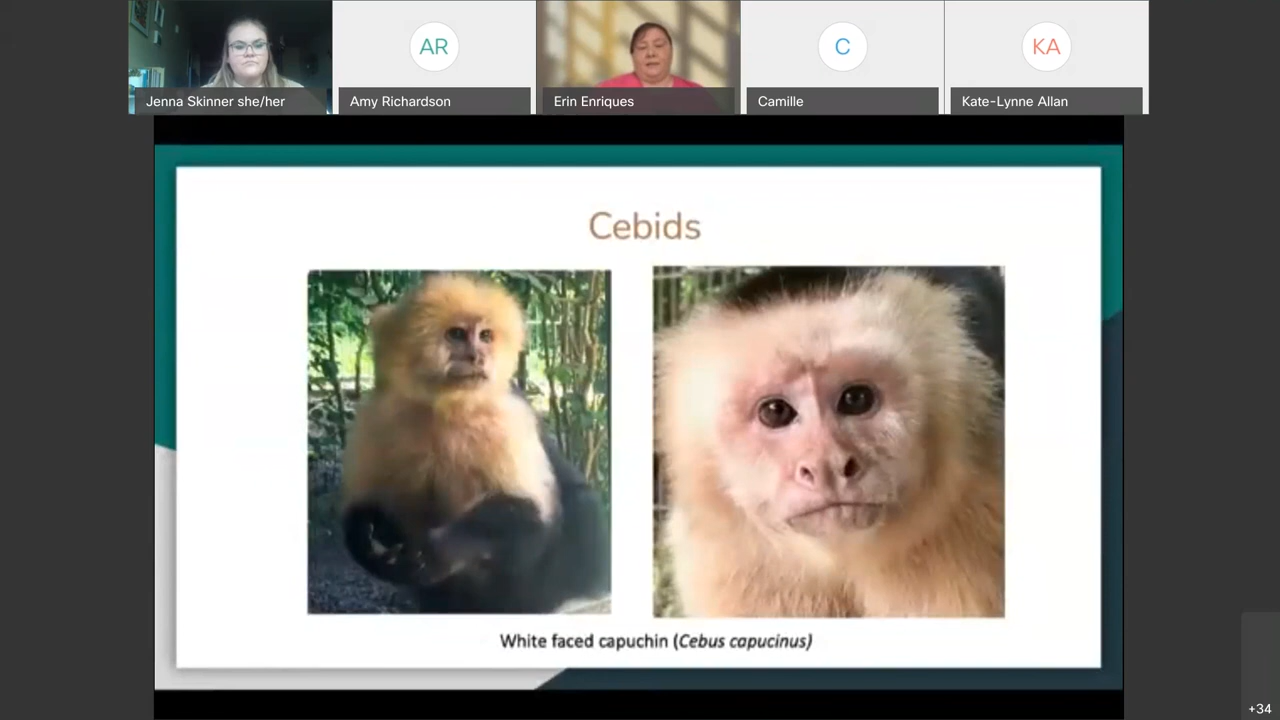 AR
C
KA
Jenna Skinner she/her
Amy Richardson
Erin Enriques
Camille
Kate-Lynne Allan
Cebids
White faced capuchin (Cebus capucinus)
+34